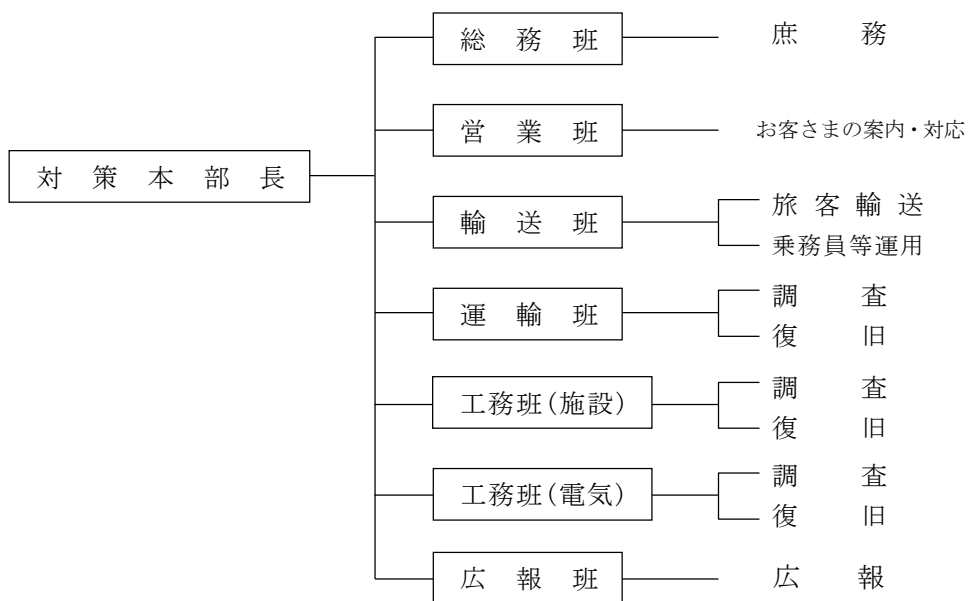 対策本部長
総務班
庶務
営業班
お客さまの案内・対応
輸送班
旅客輸送
乗務員等運用
運輸班
調査
復旧
工務班(施設)
調査
復旧
工務班(電気)
調査
復旧
広報班
広報